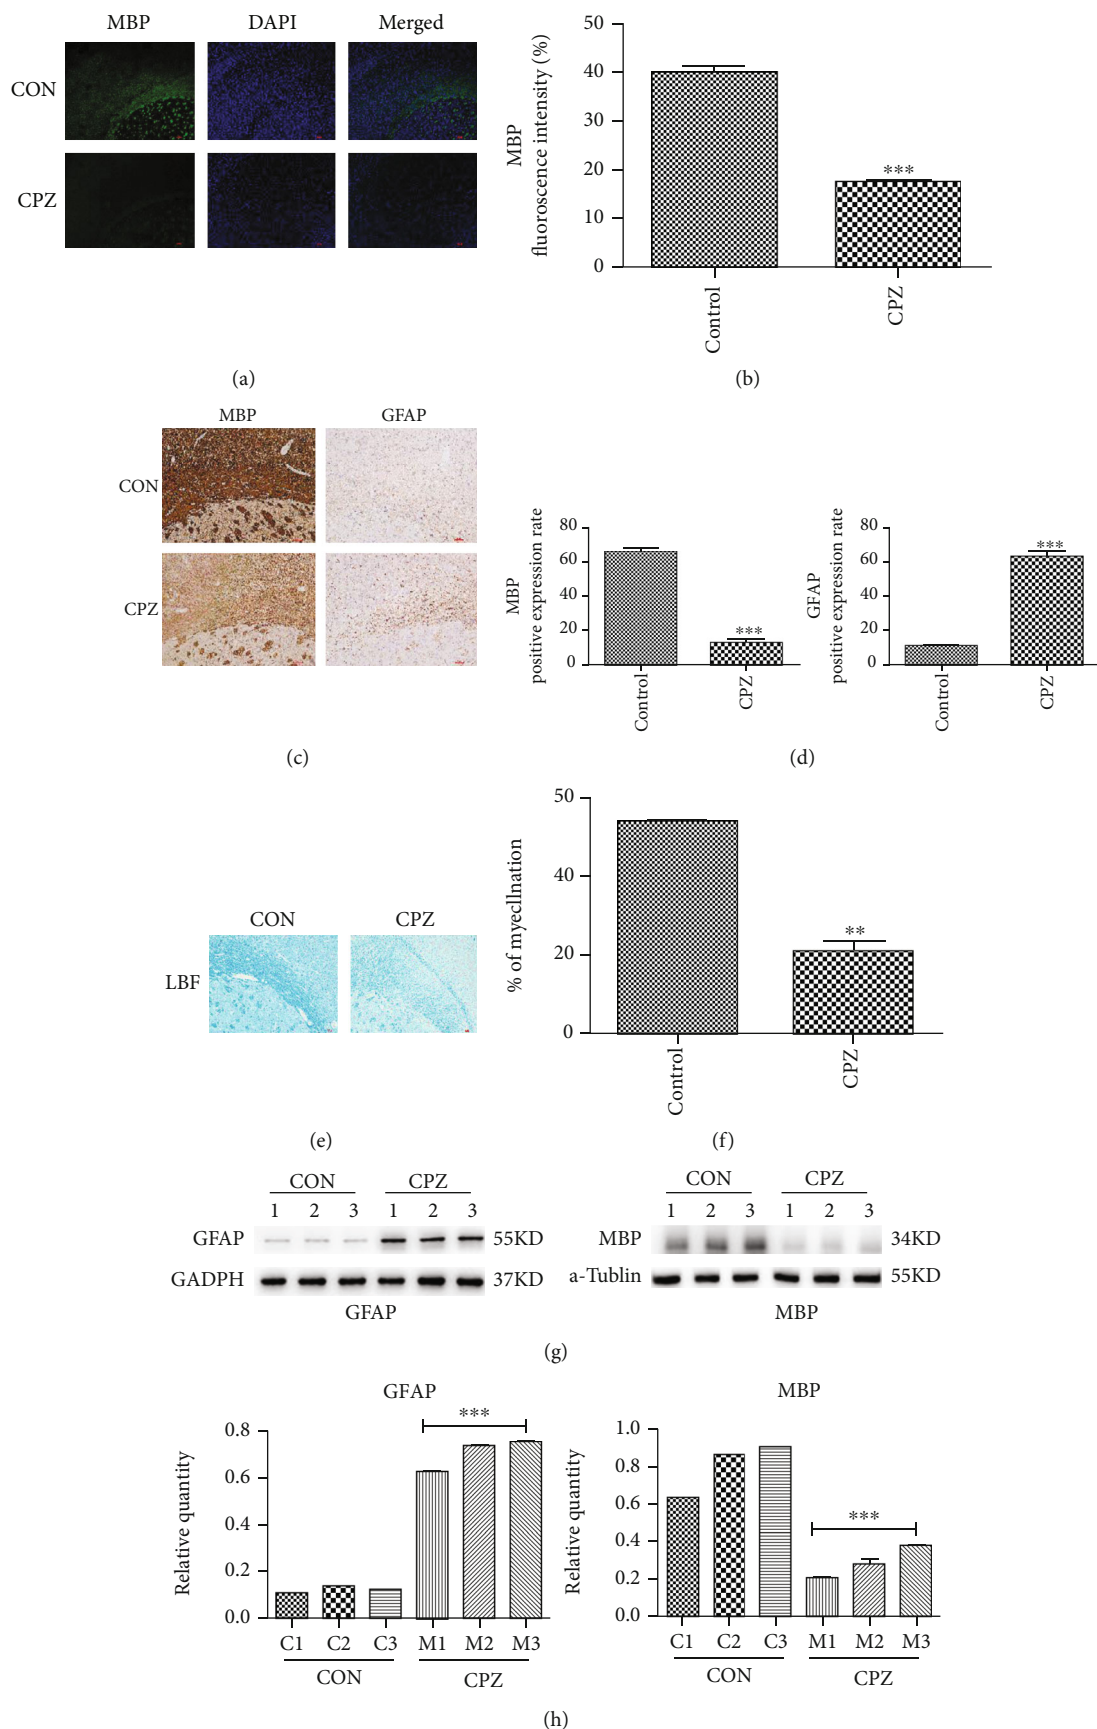 MBP DAPI Merged
CON
CPZ
(a)
MBP
fluoroscence intensity (%)
50
40
30
20
10
0
***
Control
CPZ
(b)
MBP GFAP
CON
CPZ
(c)
MBP
positive expression rate
80
60
40
20
0
***
Control
CPZ
GFAP
positive expression rate
80
60
40
20
0
***
Control
CPZ
(d)
CON CPZ
LBF
(e)
% of myecllnation
50
40
20
0
**
Control
CPZ
(f)
CON CPZ
1 2 3 1 2 3
GFAP 55KD
GADPH 37KD
GFAP
CON CPZ
1 2 3 1 2 3
MBP 34KD
a-Tublin 55KD
MBP
(g)
GFAP
Relative quantity
0.8
0.6
0.4
0.2
0.0
***
C1 C2 C3 M1 M2 M3
CON CPZ
MBP
Relative quantity
1.0
0.8
0.6
0.4
0.2
0.0
***
C1 C2 C3 M1 M2 M3
CON CPZ
(h)